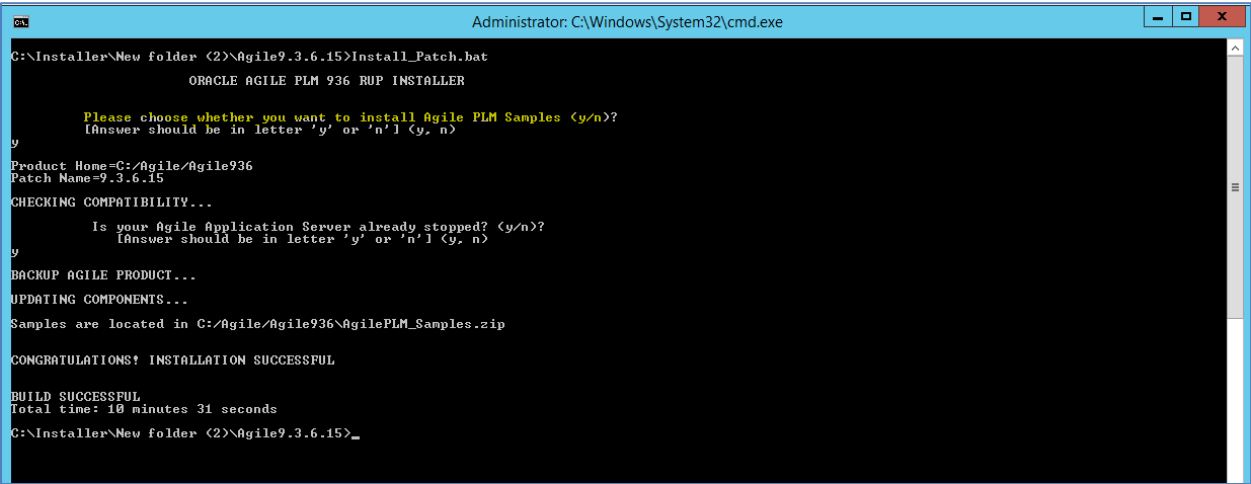 Administrator: C:\Windows\System32\cmd.exe
C:\Installer\New folder (2)\Agile9.3.6.15>Install_Patch.bat
ORACLE AGILE PLM 936 RUP INSTALLER
Please choose whether you want to install Agile PLM Samples (y/n)?
[Answer should be in letter 'y' or 'n'] (y, n)
y
Product Home=C:/Agile/Agile936
Patch Name=9.3.6.15
CHECKING COMPATIBILITY...
Is your Agile Application Server already stopped? (y/n)?
[Answer should be in letter 'y' or 'n'] (y, n)
y
BACKUP AGILE PRODUCT...
UPDATING COMPONENTS...
Samples are located in C:/Agile/Agile936\AgilePLM_Samples.zip
CONGRATULATIONS! INSTALLATION SUCCESSFUL
BUILD SUCCESSFUL
Total time: 10 minutes 31 seconds
C:\Installer\New folder (2)\Agile9.3.6.15>_